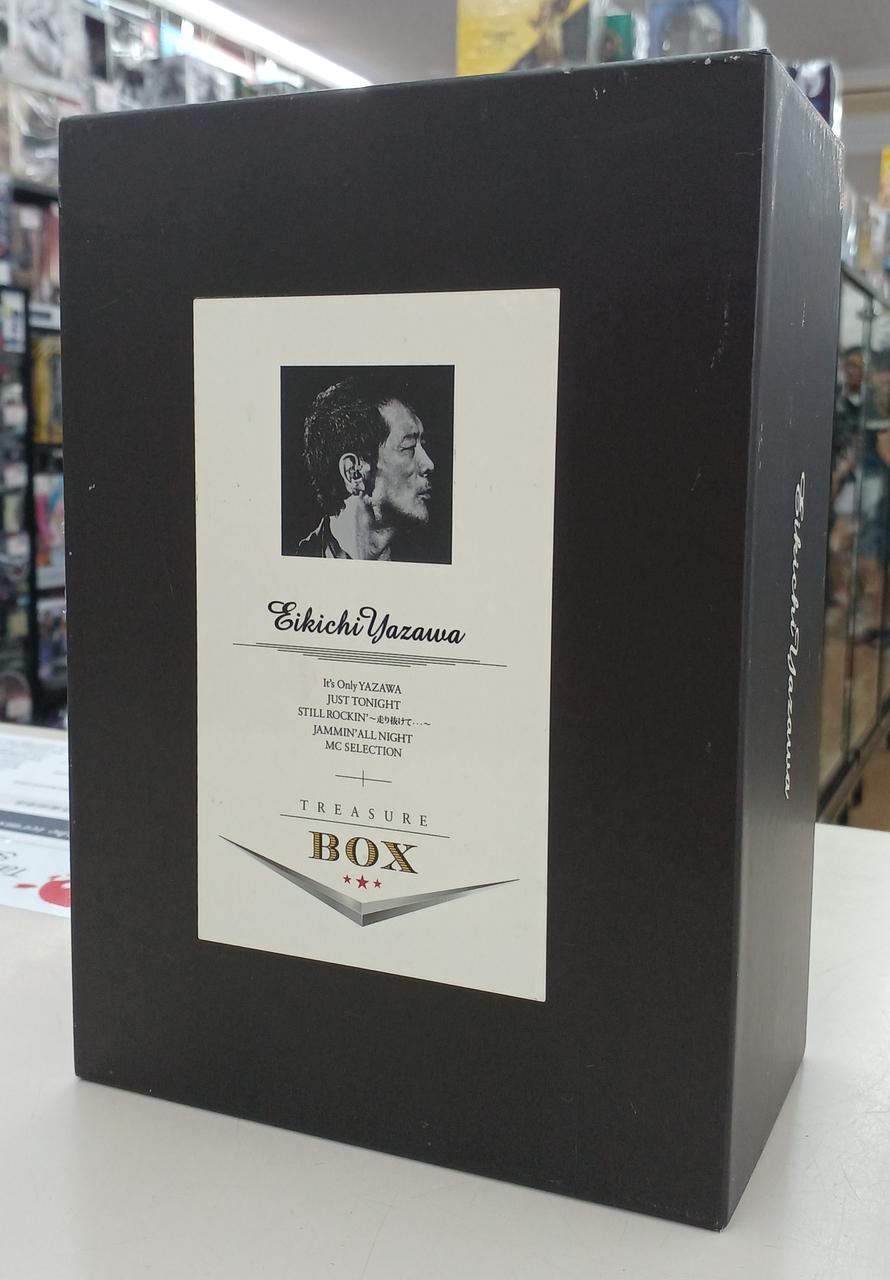 Eikichi Yazawa
It's Only YAZAWA
JUST TONIGHT
STILL ROCKIN'～走り抜けて･･･～
JAMMIN' ALL NIGHT
MC SELECTION
TREASURE
BOX
Eikichi Yazawa